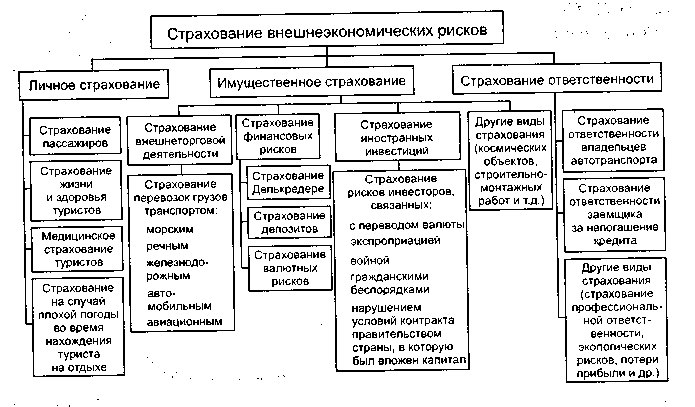 Страхование внешнеэкономических рисков
Личное страхование
Имущественное страхование
Страхование ответственности
Страхование
пассажиров
Страхование
жизни
и здоровья
туристов
Медицинское
страхование
туристов
Страхование
на случай
плохой погоды
во время
нахождения
туриста
на отдыхе
Страхование
внешнеторговой
деятельности
Страхование
перевозок грузов
транспортом:
морским
речным
железнодо-
рожным
авто-
мобильным
авиационным
Страхование
финансовых
рисков
Страхование
Делькредере
Страхование
депозитов
Страхование
валютных
рисков
Страхование
иностранных
инвестиций
Страхование
рисков инвесторов,
связанных:
с переводом валюты
экспроприацией
войной
гражданскими
беспорядками
нарушением
условий контракта
правительством
страны, в которую
был вложен капитал
Другие виды
страхования
(космических
объектов,
строительно-
монтажных
работ и т.д.)
Страхование
ответственности
владельцев
автотранспорта
Страхование
ответственности
заемщика
за непогашение
кредита
Другие виды
страхования
(страхование
профессиональ-
ной ответст-
венности,
экологических
рисков, потери
прибыли и др.)